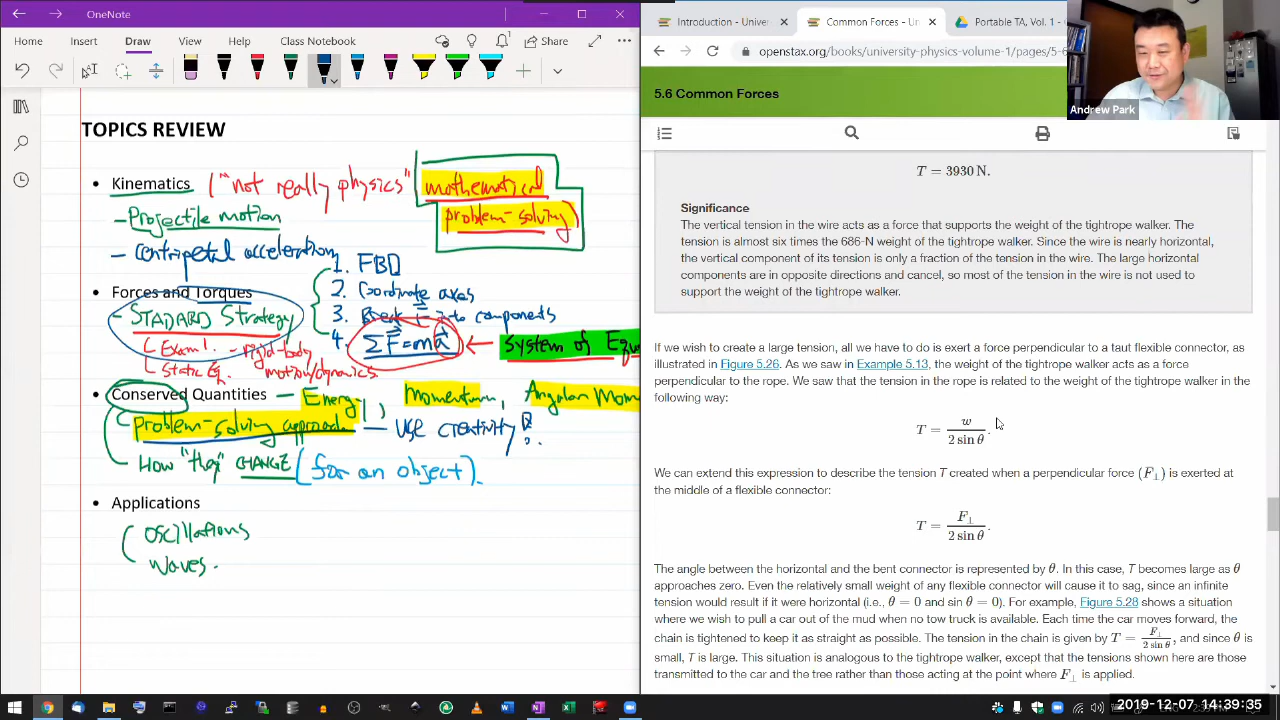 OneNote
Home Insert Draw View Help Class Notebook Share
TOPICS REVIEW
• Kinematics ("not really physics" mathematical
problem-solving)
- Projectile motion
- Centripetal acceleration
• Forces and Torques
- STADARD Strategy
Exam! - rigid-body
motion/dynamics
Static Eq.
1. FBD
2. Coordinate axes
3. Break into components
4. ΣF = ma ← System of Equa
• Conserved Quantities - Energy, Momentum, Angular Mom
problem-solving approach - USE creativity
How "they" CHANGE (for an object).
• Applications
Oscillations
Waves.
Introduction - Univer
Common Forces - Un
Portable TA, Vol. 1 - G
openstax.org/books/university-physics-volume-1/pages/5-6
Andrew Park
5.6 Common Forces
T = 3930 N.
Significance
The vertical tension in the wire acts as a force that supports the weight of the tightrope walker. The
tension is almost six times the 686-N weight of the tightrope walker. Since the wire is nearly horizontal,
the vertical component of its tension is only a fraction of the tension in the wire. The large horizontal
components are in opposite directions and cancel, so most of the tension in the wire is not used to
support the weight of the tightrope walker.
If we wish to create a large tension, all we have to do is exert a force perpendicular to a taut flexible connector, as
illustrated in Figure 5.26. As we saw in Example 5.13, the weight of the tightrope walker acts as a force
perpendicular to the rope. We saw that the tension in the rope is related to the weight of the tightrope walker in the
following way:
T = w / 2 sin θ.
We can extend this expression to describe the tension T created when a perpendicular force (F⊥) is exerted at
the middle of a flexible connector:
T = F⊥ / 2 sin θ.
The angle between the horizontal and the bent connector is represented by θ. In this case, T becomes large as θ
approaches zero. Even the relatively small weight of any flexible connector will cause it to sag, since an infinite
tension would result if it were horizontal (i.e., θ = 0 and sin θ = 0). For example, Figure 5.28 shows a situation
where we wish to pull a car out of the mud when no tow truck is available. Each time the car moves forward, the
chain is tightened to keep it as straight as possible. The tension in the chain is given by T = F⊥ / 2 sin θ, and since θ is
small, T is large. This situation is analogous to the tightrope walker, except that the tensions shown here are those
transmitted to the car and the tree rather than those acting at the point where F⊥ is applied.
2019-12-07 14:39:35